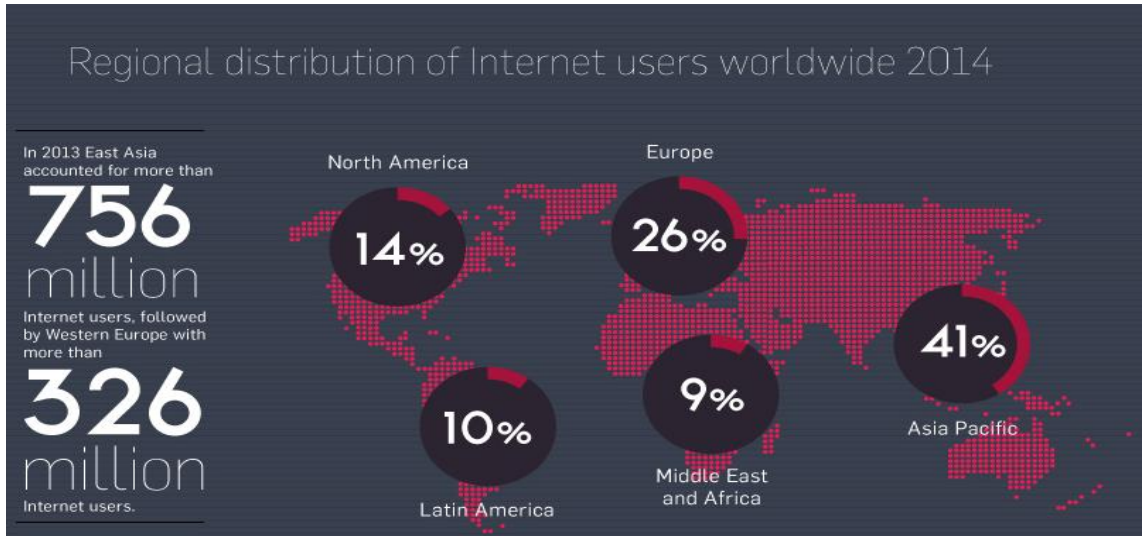 Regional distribution of Internet users worldwide 2014
In 2013 East Asia
accounted for more than
756
million
Internet users, followed
by Western Europe with
more than
326
million
Internet users.
North America
14%
Europe
26%
41%
Asia Pacific
9%
Middle East
and Africa
10%
Latin America